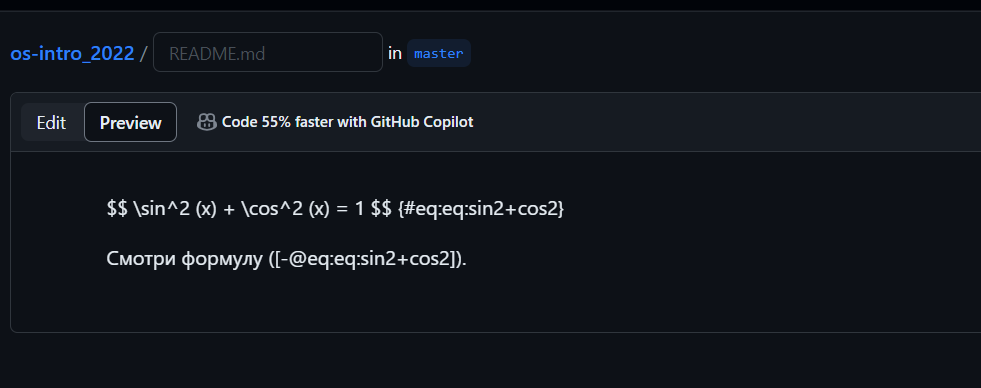 os-intro_2022 / README.md in master
Edit Preview Code 55% faster with GitHub Copilot
$$ \sin^2 (x) + \cos^2 (x) = 1 $$ {#eq:eq:sin2+cos2}
Смотри формулу ([-@eq:eq:sin2+cos2]).